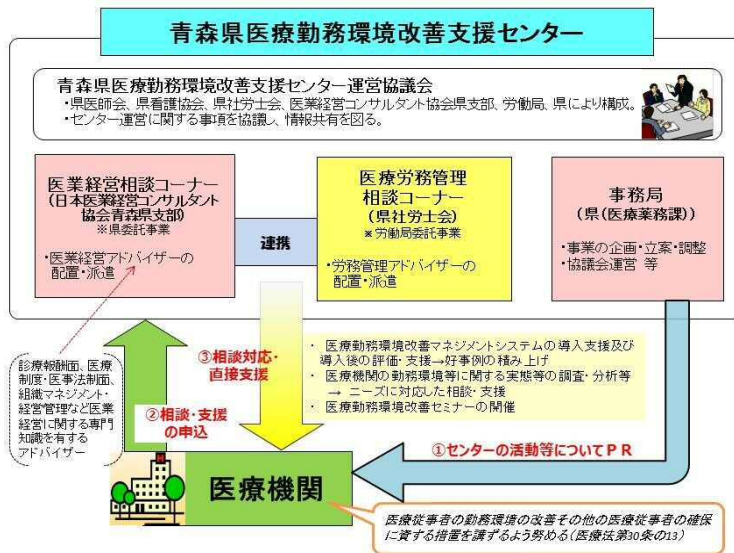 青森県医療勤務環境改善支援センター
青森県医療勤務環境改善支援センター運営協議会
・県医師会、県看護協会、県社労士会、医業経営コンサルタント協会県支部、労働局、県により構成。
・センター運営に関する事項を協議し、情報共有を図る。
医業経営相談コーナー
(日本医業経営コンサルタント
協会青森県支部)
※県委託事業
・医業経営アドバイザーの
配置・派遣
連携
医療労務管理
相談コーナー
(県社労士会)
※労働局委託事業
・労務管理アドバイザーの
配置・派遣
事務局
(県(医療薬務課))
・事業の企画・立案・調整
・協議会運営 等
診療報酬面、医療
制度・医事法制面、
組織マネジメント・
経営管理など医業
経営に関する専門
知識を有する
アドバイザー
③相談対応・
直接支援
②相談・支援
の申込
・ 医療勤務環境改善マネジメントシステムの導入支援及び
導入後の評価・支援→好事例の積み上げ
・ 医療機関の勤務環境等に関する実態等の調査・分析等
→ ニーズに対応した相談・支援
・ 医療勤務環境改善セミナーの開催
①センターの活動等についてPR
医療機関
医療従事者の勤務環境の改善その他の医療従事者の確保
に資する措置を講ずるよう努める(医療法第30条の13)